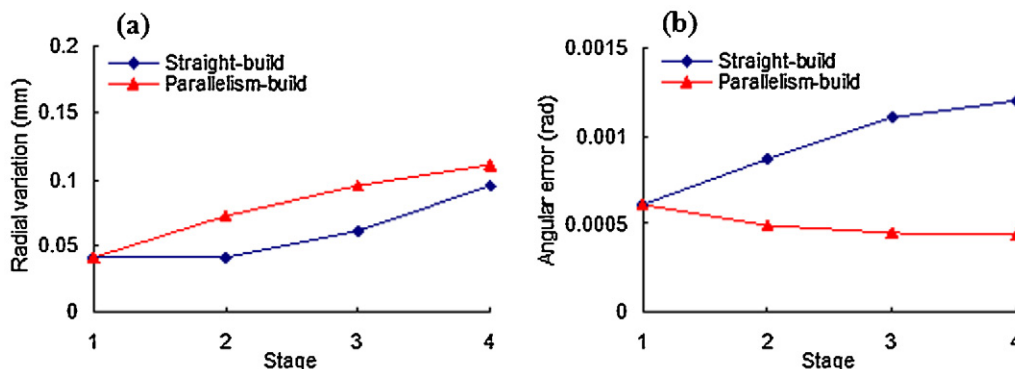 (a)
0.2
0.15
0.1
0.05
0
Radial variation (mm)
Straight-build
Parallelism-build
1 2 3 4
Stage
(b)
0.0015
0.001
0.0005
0
Angular error (rad)
Straight-build
Parallelism-build
1 2 3 4
Stage